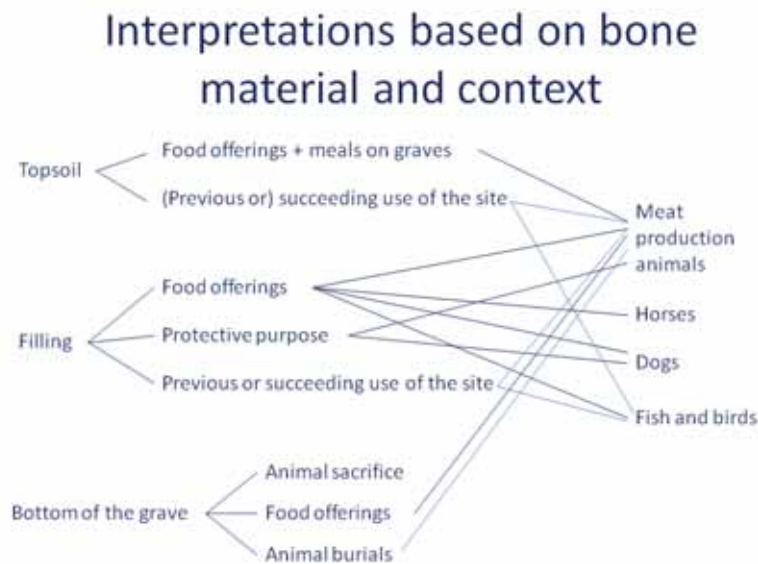 Interpretations based on bone
material and context
Topsoil
Food offerings + meals on graves
(Previous or) succeeding use of the site
Filling
Food offerings
Protective purpose
Previous or succeeding use of the site
Bottom of the grave
Animal sacrifice
Food offerings
Animal burials
Meat
production
animals
Horses
Dogs
Fish and birds